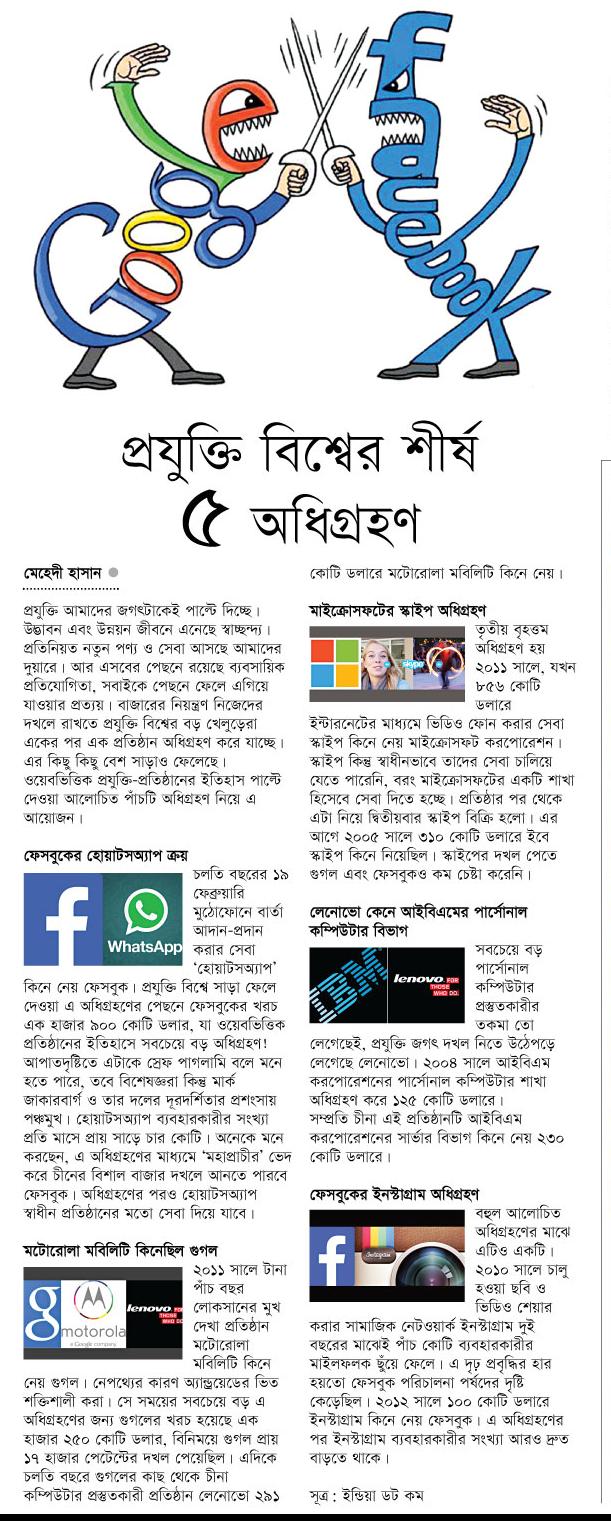 Google
facebook
প্রযুক্তি বিশ্বের শীর্ষ
৫ অধিগ্রহণ
মেহেদী হাসান
প্রযুক্তি আমাদের জগৎটাকেই পাল্টে দিচ্ছে।
উদ্ভাবন এবং উন্নয়ন জীবনে এনেছে স্বাচ্ছন্দ্য।
প্রতিনিয়ত নতুন পণ্য ও সেবা আসছে আমাদের
দুয়ারে। আর এসবের পেছনে রয়েছে ব্যবসায়িক
প্রতিযোগিতা, সবাইকে পেছনে ফেলে এগিয়ে
যাওয়ার প্রত্যয়। বাজারের নিয়ন্ত্রণ নিজেদের
দখলে রাখতে প্রযুক্তি বিশ্বের বড় খেলুড়েরা
একের পর এক প্রতিষ্ঠান অধিগ্রহণ করে যাচ্ছে।
এর কিছু কিছু বেশ সাড়াও ফেলেছে।
ওয়েবভিত্তিক প্রযুক্তি-প্রতিষ্ঠানের ইতিহাস পাল্টে
দেওয়া আলোচিত পাঁচটি অধিগ্রহণ নিয়ে এ
আয়োজন।
ফেসবুকের হোয়াটসঅ্যাপ ক্রয়
f
WhatsApp
চলতি বছরের ১৯
ফেব্রুয়ারি
মুঠোফোনে বার্তা
আদান-প্রদান
করার সেবা
‘হোয়াটসঅ্যাপ’
কিনে নেয় ফেসবুক। প্রযুক্তি বিশ্বে সাড়া ফেলে
দেওয়া এ অধিগ্রহণের পেছনে ফেসবুকের খরচ
এক হাজার ৯০০ কোটি ডলার, যা ওয়েবভিত্তিক
প্রতিষ্ঠানের ইতিহাসে সবচেয়ে বড় অধিগ্রহণ!
আপাতদৃষ্টিতে এটাকে স্রেফ পাগলামি বলে মনে
হতে পারে, তবে বিশেষজ্ঞরা কিন্তু মার্ক
জাকারবার্গ ও তার দলের দূরদর্শিতার প্রশংসায়
পঞ্চমুখ। হোয়াটসঅ্যাপ ব্যবহারকারীর সংখ্যা
প্রতি মাসে প্রায় সাড়ে চার কোটি। অনেকে মনে
করছেন, এ অধিগ্রহণের মাধ্যমে ‘মহাপ্রাচীর’ ভেদ
করে চীনের বিশাল বাজার দখলে আনতে পারবে
ফেসবুক। অধিগ্রহণের পরও হোয়াটসঅ্যাপ
স্বাধীন প্রতিষ্ঠানের মতো সেবা দিয়ে যাবে।
মটোরোলা মবিলিটি কিনেছিল গুগল
g
motorola
a Google company
lenovo FOR THOSE WHO DO.
২০১১ সালে টানা
পাঁচ বছর
লোকসানের মুখ
দেখা প্রতিষ্ঠান
মটোরোলা
মবিলিটি কিনে
নেয় গুগল। নেপথ্যের কারণ অ্যান্ড্রয়েডের ভিত
শক্তিশালী করা। সে সময়ের সবচেয়ে বড় এ
অধিগ্রহণের জন্য গুগলের খরচ হয়েছে এক
হাজার ২৫০ কোটি ডলার, বিনিময়ে গুগল প্রায়
১৭ হাজার পেটেন্টের দখল পেয়েছিল। এদিকে
চলতি বছরে গুগলের কাছ থেকে চীনা
কম্পিউটার প্রস্তুতকারী প্রতিষ্ঠান লেনোভো ২৯১
কোটি ডলারে মটোরোলা মবিলিটি কিনে নেয়।
মাইক্রোসফটের স্কাইপ অধিগ্রহণ
skype
তৃতীয় বৃহত্তম
অধিগ্রহণ হয়
২০১১ সালে, যখন
৮৫৬ কোটি
ডলারে
ইন্টারনেটের মাধ্যমে ভিডিও ফোন করার সেবা
স্কাইপ কিনে নেয় মাইক্রোসফট করপোরেশন।
স্কাইপ কিন্তু স্বাধীনভাবে তাদের সেবা চালিয়ে
যেতে পারেনি, বরং মাইক্রোসফটের একটি শাখা
হিসেবে সেবা দিতে হচ্ছে। প্রতিষ্ঠার পর থেকে
এটা নিয়ে দ্বিতীয়বার স্কাইপ বিক্রি হলো। এর
আগে ২০০৫ সালে ৩১০ কোটি ডলারে ইবে
স্কাইপ কিনে নিয়েছিল। স্কাইপের দখল পেতে
গুগল এবং ফেসবুকও কম চেষ্টা করেনি।
লেনোভো কেনে আইবিএমের পার্সোনাল
কম্পিউটার বিভাগ
IBM
lenovo FOR THOSE WHO DO.
সবচেয়ে বড়
পার্সোনাল
কম্পিউটার
প্রস্তুতকারীর
তকমা তো
লেগেছেই, প্রযুক্তি জগৎ দখল নিতে উঠেপড়ে
লেগেছে লেনোভো। ২০০৪ সালে আইবিএম
করপোরেশনের পার্সোনাল কম্পিউটার শাখা
অধিগ্রহণ করে ১২৫ কোটি ডলারে।
সম্প্রতি চীনা এই প্রতিষ্ঠানটি আইবিএম
করপোরেশনের সার্ভার বিভাগ কিনে নেয় ২৩০
কোটি ডলারে।
ফেসবুকের ইনস্টাগ্রাম অধিগ্রহণ
f
Instagram
বহুল আলোচিত
অধিগ্রহণের মাঝে
এটিও একটি।
২০১০ সালে চালু
হওয়া ছবি ও
ভিডিও শেয়ার
করার সামাজিক নেটওয়ার্ক ইনস্টাগ্রাম দুই
বছরের মাঝেই পাঁচ কোটি ব্যবহারকারীর
মাইলফলক ছুঁয়ে ফেলে। এ দৃঢ় প্রবৃদ্ধির হার
হয়তো ফেসবুক পরিচালনা পর্ষদের দৃষ্টি
কেড়েছিল। ২০১২ সালে ১০০ কোটি ডলারে
ইনস্টাগ্রাম কিনে নেয় ফেসবুক। এ অধিগ্রহণের
পর ইনস্টাগ্রাম ব্যবহারকারীর সংখ্যা আরও দ্রুত
বাড়তে থাকে।
সূত্র : ইন্ডিয়া ডট কম